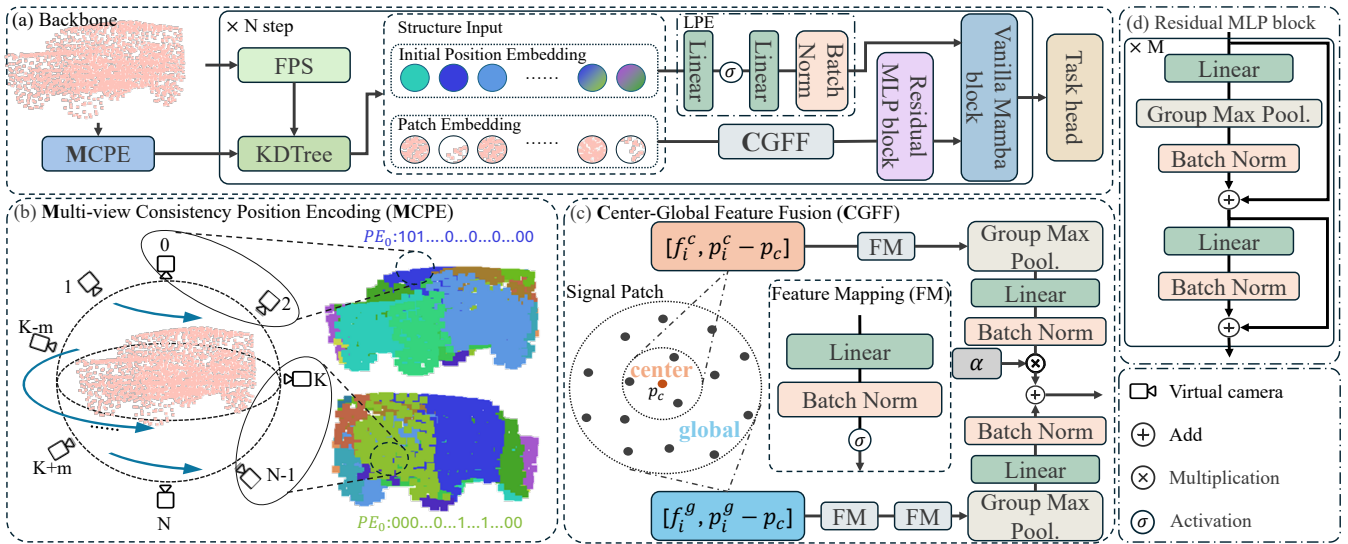 (a) Backbone
× N step
FPS
MCPE
KDTree
Structure Input
Initial Position Embedding
......
Patch Embedding
......
LPE
Linear
σ
Linear
Batch
Norm
CGFF
Residual
MLP block
Vanilla Mamba
block
Task head
(b) Multi-view Consistency Position Encoding (MCPE)
PE₀:101....0...0...0...00
0
1
2
K-m
K
......
K+m
N-1
N
PE₀:000...0...1...1...00
(c) Center-Global Feature Fusion (CGFF)
[f_i^c, p_i^c − p_c]
FM
Group Max
Pool.
Linear
Batch Norm
α
Signal Patch
center
p_c
global
Feature Mapping (FM)
Linear
Batch Norm
σ
Batch Norm
Linear
Group Max
Pool.
[f_i^g, p_i^g − p_c]
FM
FM
(d) Residual MLP block
× M
Linear
Group Max Pool.
Batch Norm
Linear
Batch Norm
Virtual camera
Add
Multiplication
σ
Activation